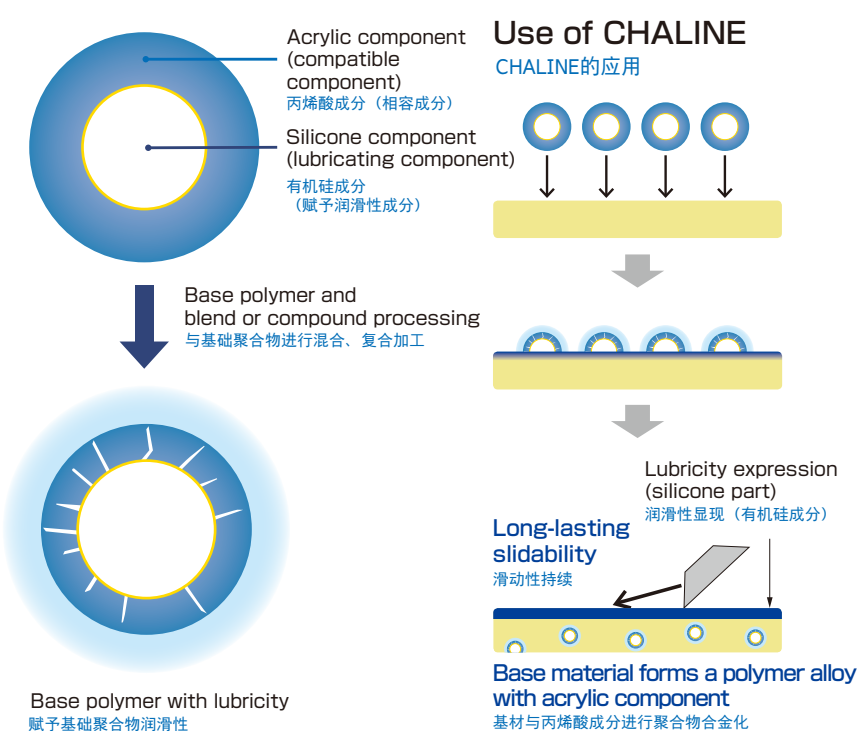 Acrylic component
(compatible
component)
丙烯酸成分（相容成分）
Silicone component
(lubricating component)
有机硅成分
（赋予润滑性成分）
Base polymer and
blend or compound processing
与基础聚合物进行混合、复合加工
Base polymer with lubricity
赋予基础聚合物润滑性
Use of CHALINE
CHALINE的应用
Lubricity expression
(silicone part)
润滑性显现（有机硅成分）
Long-lasting
slidability
滑动性持续
Base material forms a polymer alloy
with acrylic component
基材与丙烯酸成分进行聚合物合金化